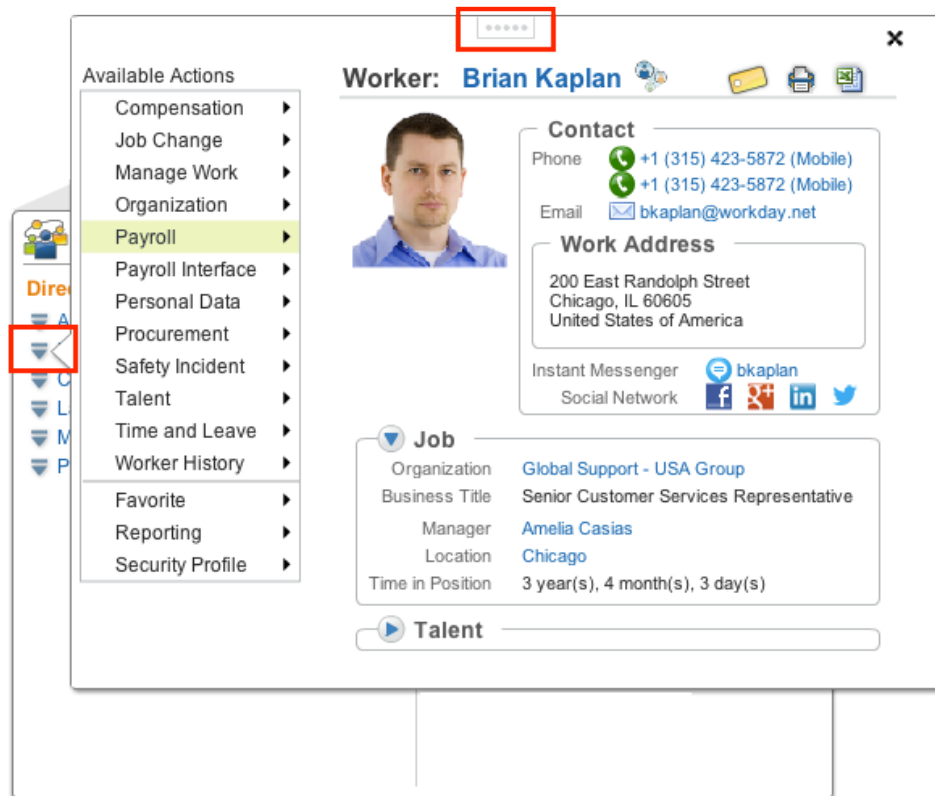 Available Actions
Compensation
Job Change
Manage Work
Organization
Payroll
Payroll Interface
Personal Data
Procurement
Safety Incident
Talent
Time and Leave
Worker History
Favorite
Reporting
Security Profile
Worker: Brian Kaplan
Contact
Phone +1 (315) 423-5872 (Mobile)
+1 (315) 423-5872 (Mobile)
Email bkaplan@workday.net
Work Address
200 East Randolph Street
Chicago, IL 60605
United States of America
Instant Messenger bkaplan
Social Network
Job
Organization Global Support - USA Group
Business Title Senior Customer Services Representative
Manager Amelia Casias
Location Chicago
Time in Position 3 year(s), 4 month(s), 3 day(s)
Talent